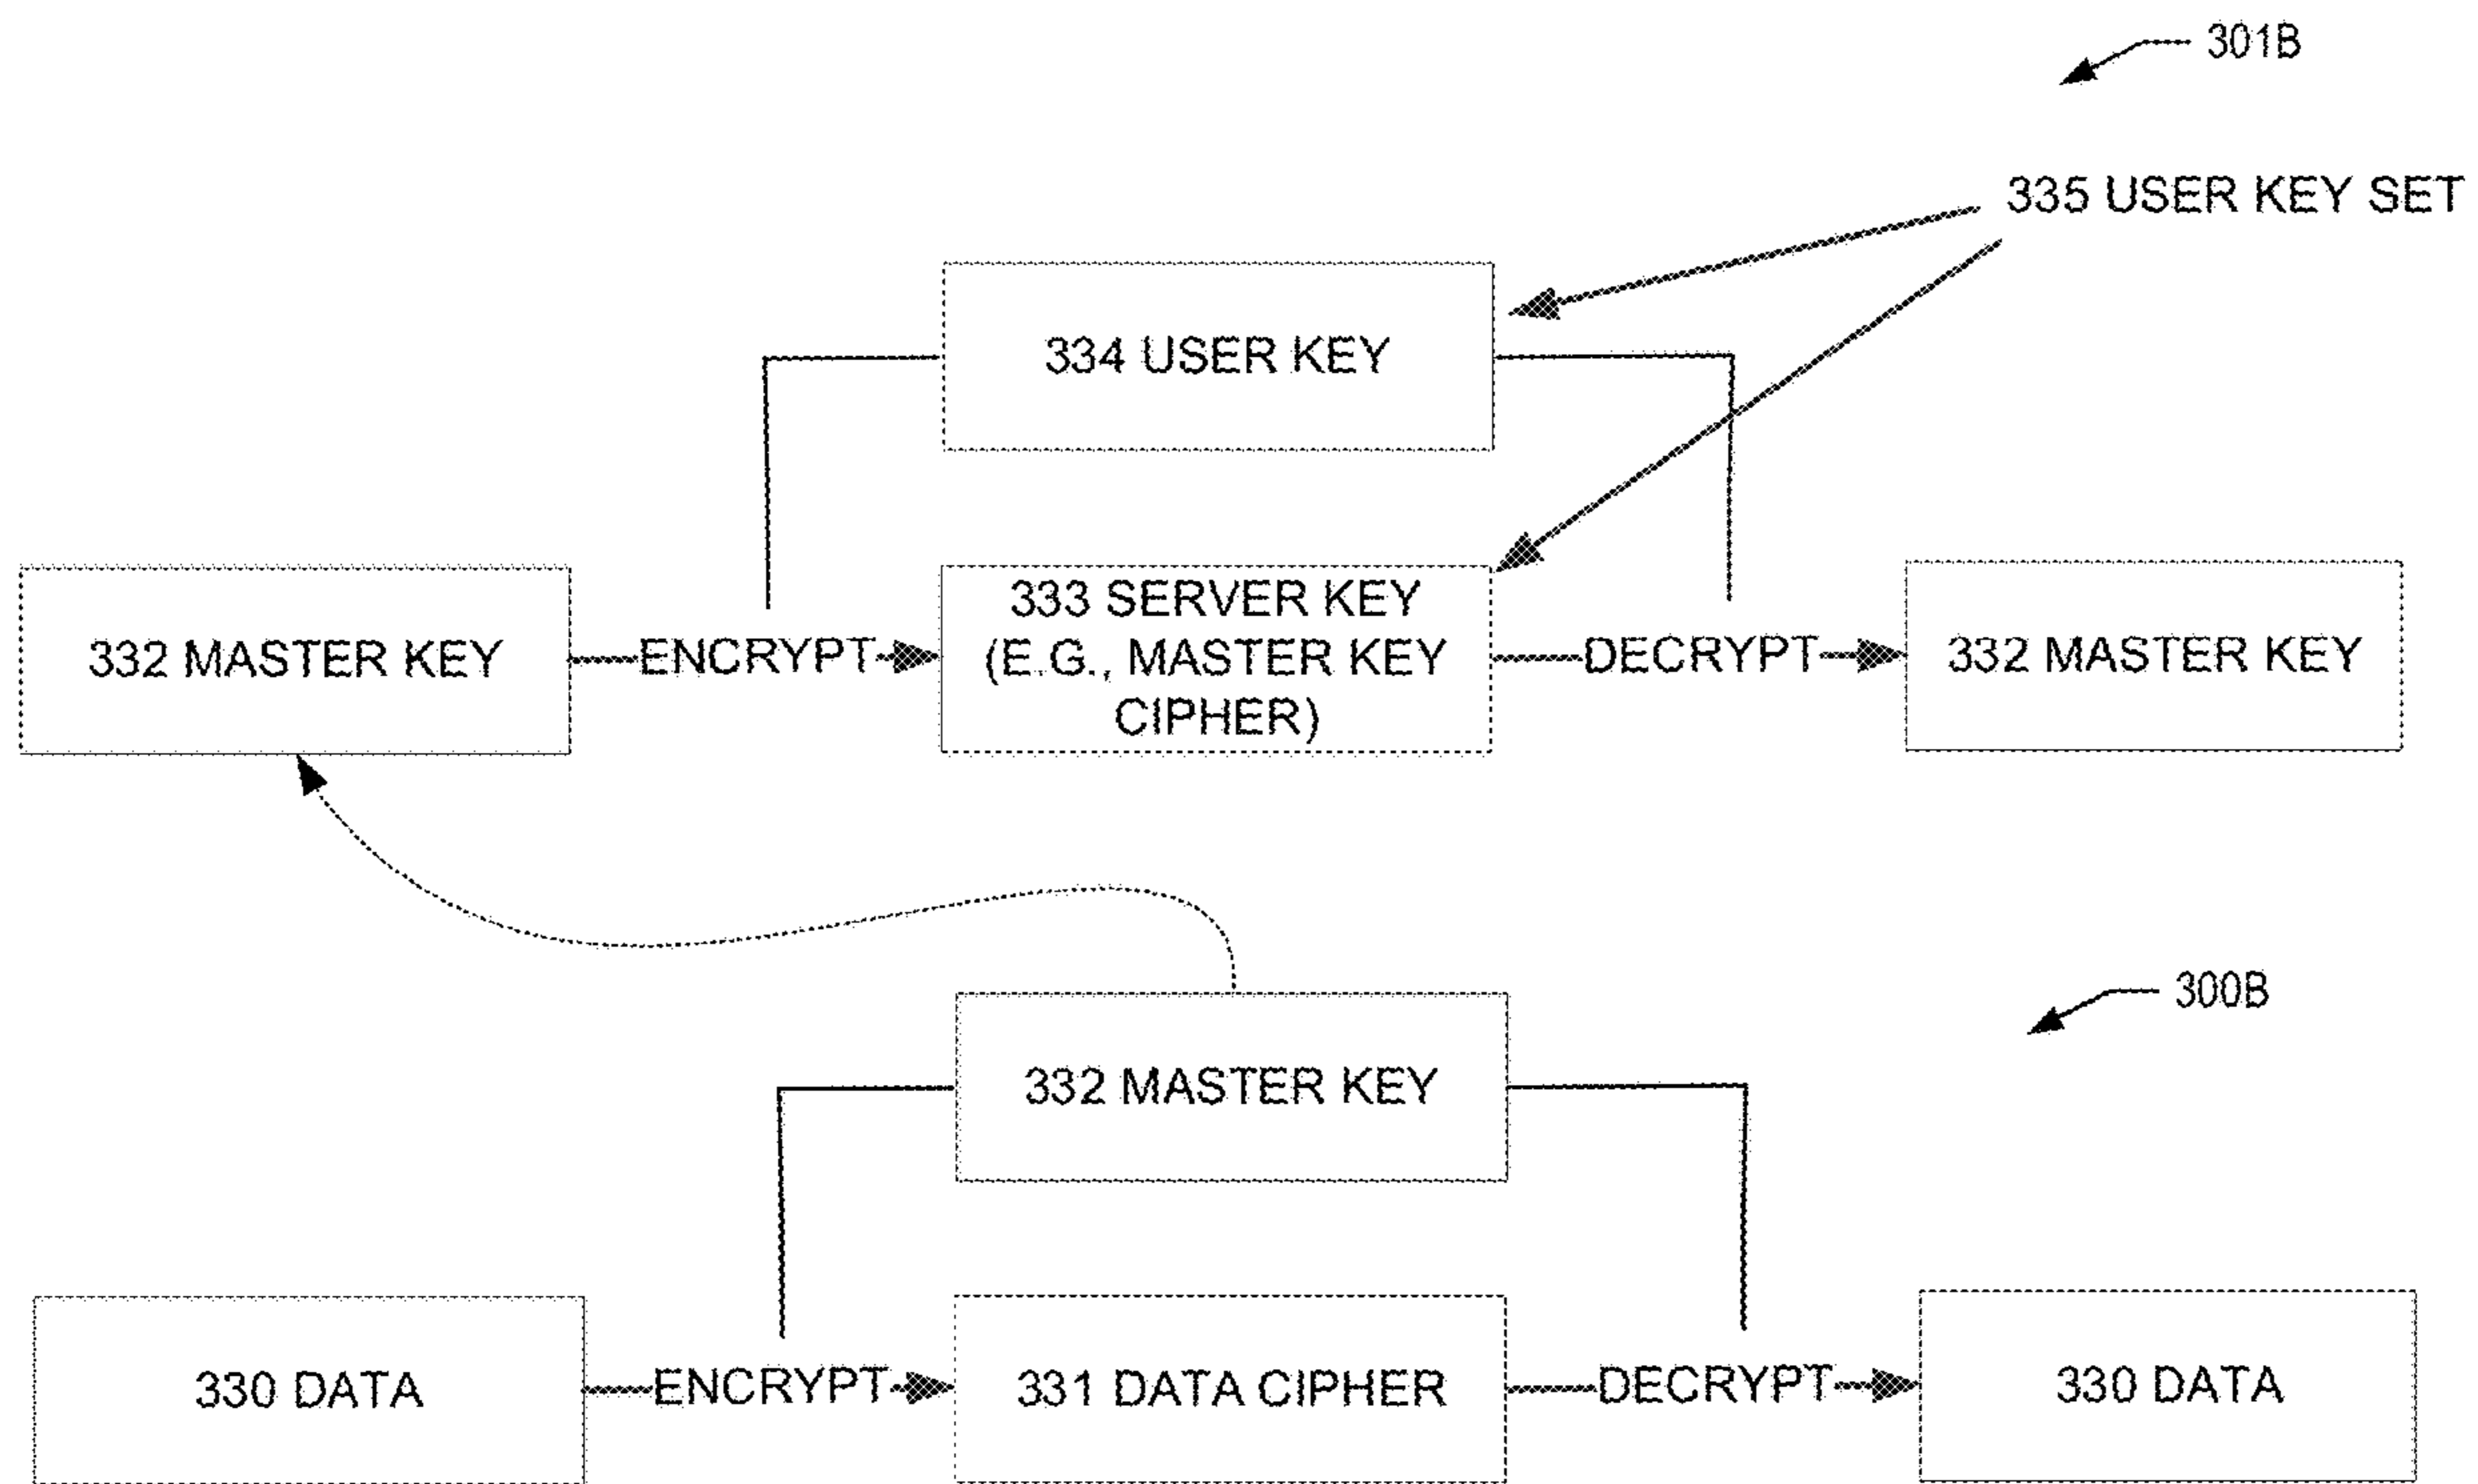 301B
335 USER KEY SET
334 USER KEY
332 MASTER KEY
ENCRYPT
333 SERVER KEY
(E.G., MASTER KEY
CIPHER)
DECRYPT
332 MASTER KEY
300B
332 MASTER KEY
330 DATA
ENCRYPT
331 DATA CIPHER
DECRYPT
330 DATA